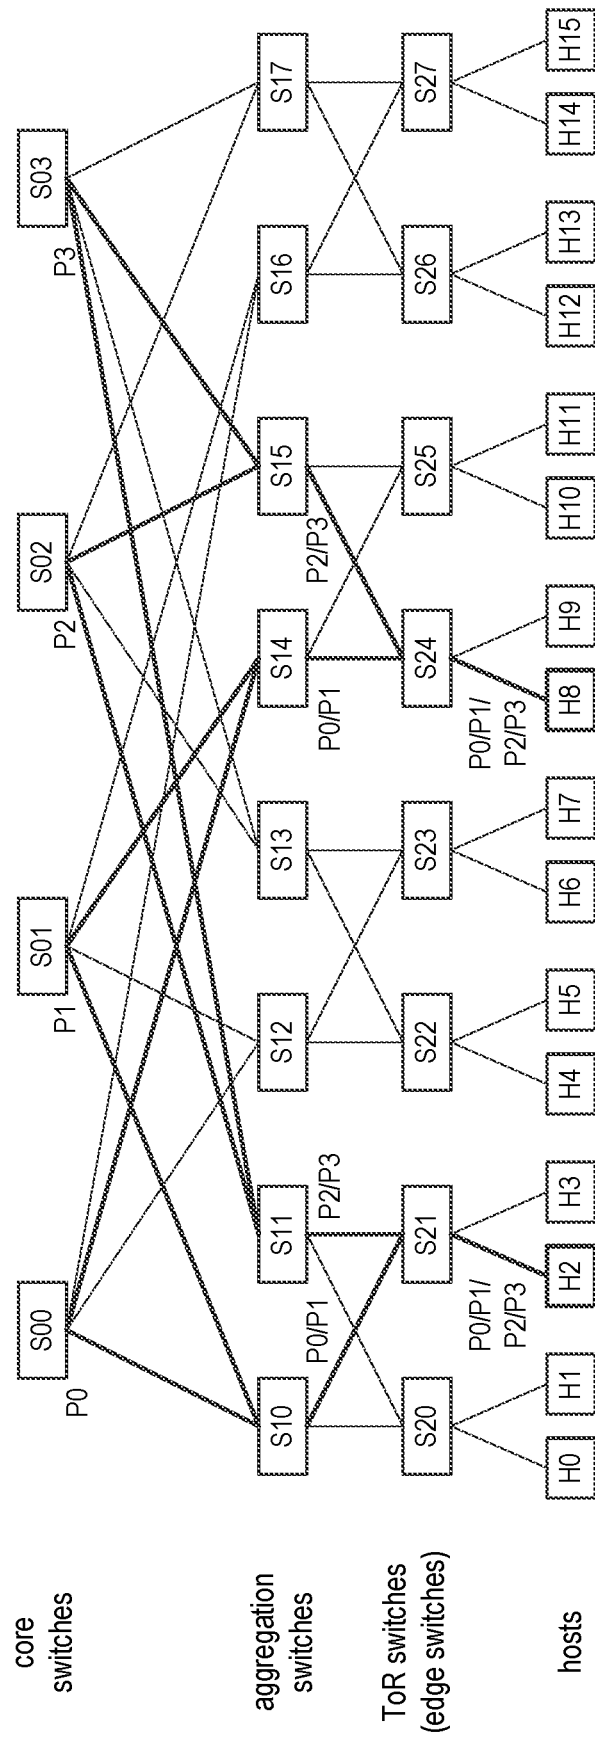 core
switches
S00
S01
S02
S03
P0
P1
P2
P3
aggregation
switches
S10
S11
S12
S13
S14
S15
S16
S17
P0/P1
P2/P3
P0/P1
P2/P3
ToR switches
(edge switches)
S20
S21
S22
S23
S24
S25
S26
S27
P0/P1/
P2/P3
P0/P1/
P2/P3
hosts
H0
H1
H2
H3
H4
H5
H6
H7
H8
H9
H10
H11
H12
H13
H14
H15